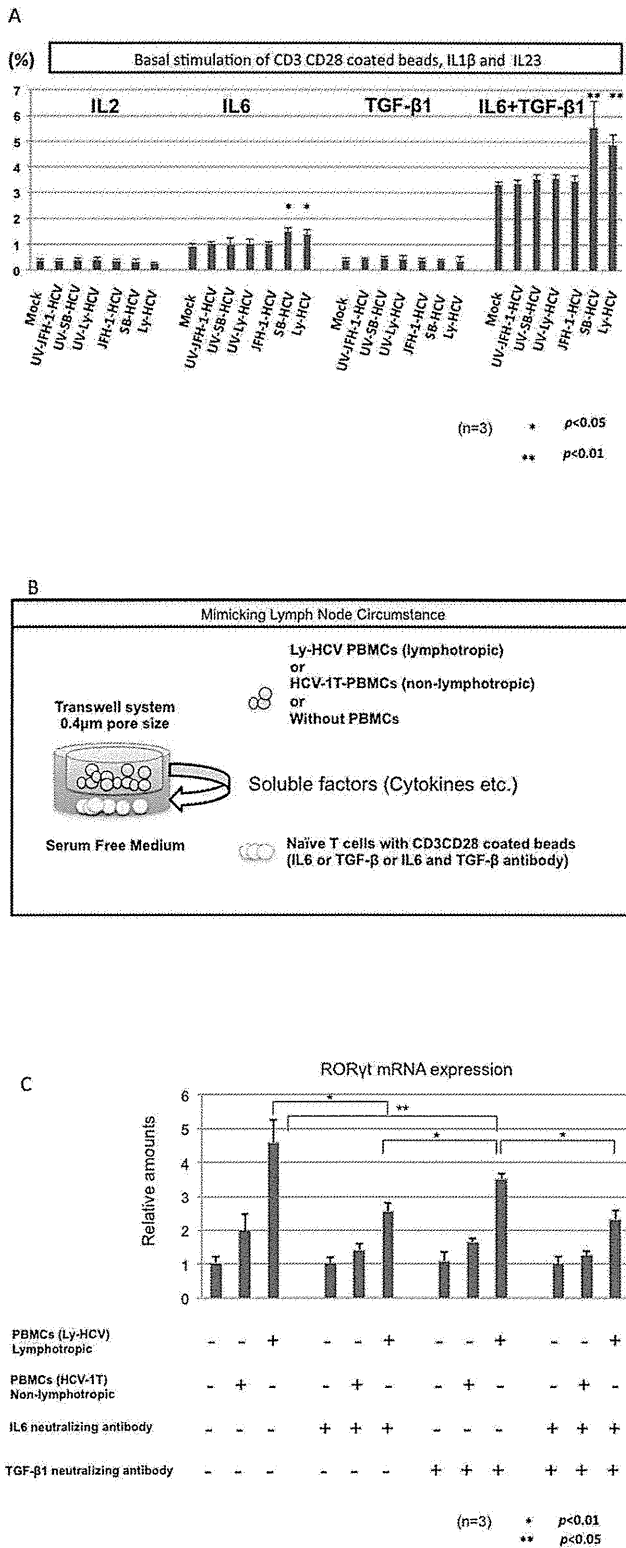 A
(%)
Basal stimulation of CD3 CD28 coated beads, IL1β and IL23
7
6
5
4
3
2
1
0
IL2
IL6
TGF-β1
IL6+TGF-β1
* *
** **
Mock
UV-JFH-1-HCV
UV-SB-HCV
UV-Ly-HCV
JFH-1-HCV
SB-HCV
Ly-HCV
Mock
UV-JFH-1-HCV
UV-SB-HCV
UV-Ly-HCV
JFH-1-HCV
SB-HCV
Ly-HCV
Mock
UV-JFH-1-HCV
UV-SB-HCV
UV-Ly-HCV
JFH-1-HCV
SB-HCV
Ly-HCV
Mock
UV-JFH-1-HCV
UV-SB-HCV
UV-Ly-HCV
JFH-1-HCV
SB-HCV
Ly-HCV
(n=3) * p<0.05
** p<0.01
B
Mimicking Lymph Node Circumstance
Transwell system
0.4µm pore size
Serum Free Medium
Ly-HCV PBMCs (lymphotropic)
or
HCV-1T-PBMCs (non-lymphotropic)
or
Without PBMCs
Soluble factors (Cytokines etc.)
Naïve T cells with CD3CD28 coated beads
(IL6 or TGF-β or IL6 and TGF-β antibody)
C
RORγt mRNA expression
Relative amounts
6
5
4
3
2
1
0
*
**
*
*
PBMCs (Ly-HCV)
Lymphotropic
- - + - - + - - + - - +
PBMCs (HCV-1T)
Non-lymphotropic
- + - - + - - + - - + -
IL6 neutralizing antibody
- - - + + + - - - + + +
TGF-β1 neutralizing antibody
- - - - - - + + + + + +
(n=3) * p<0.01
** p<0.05